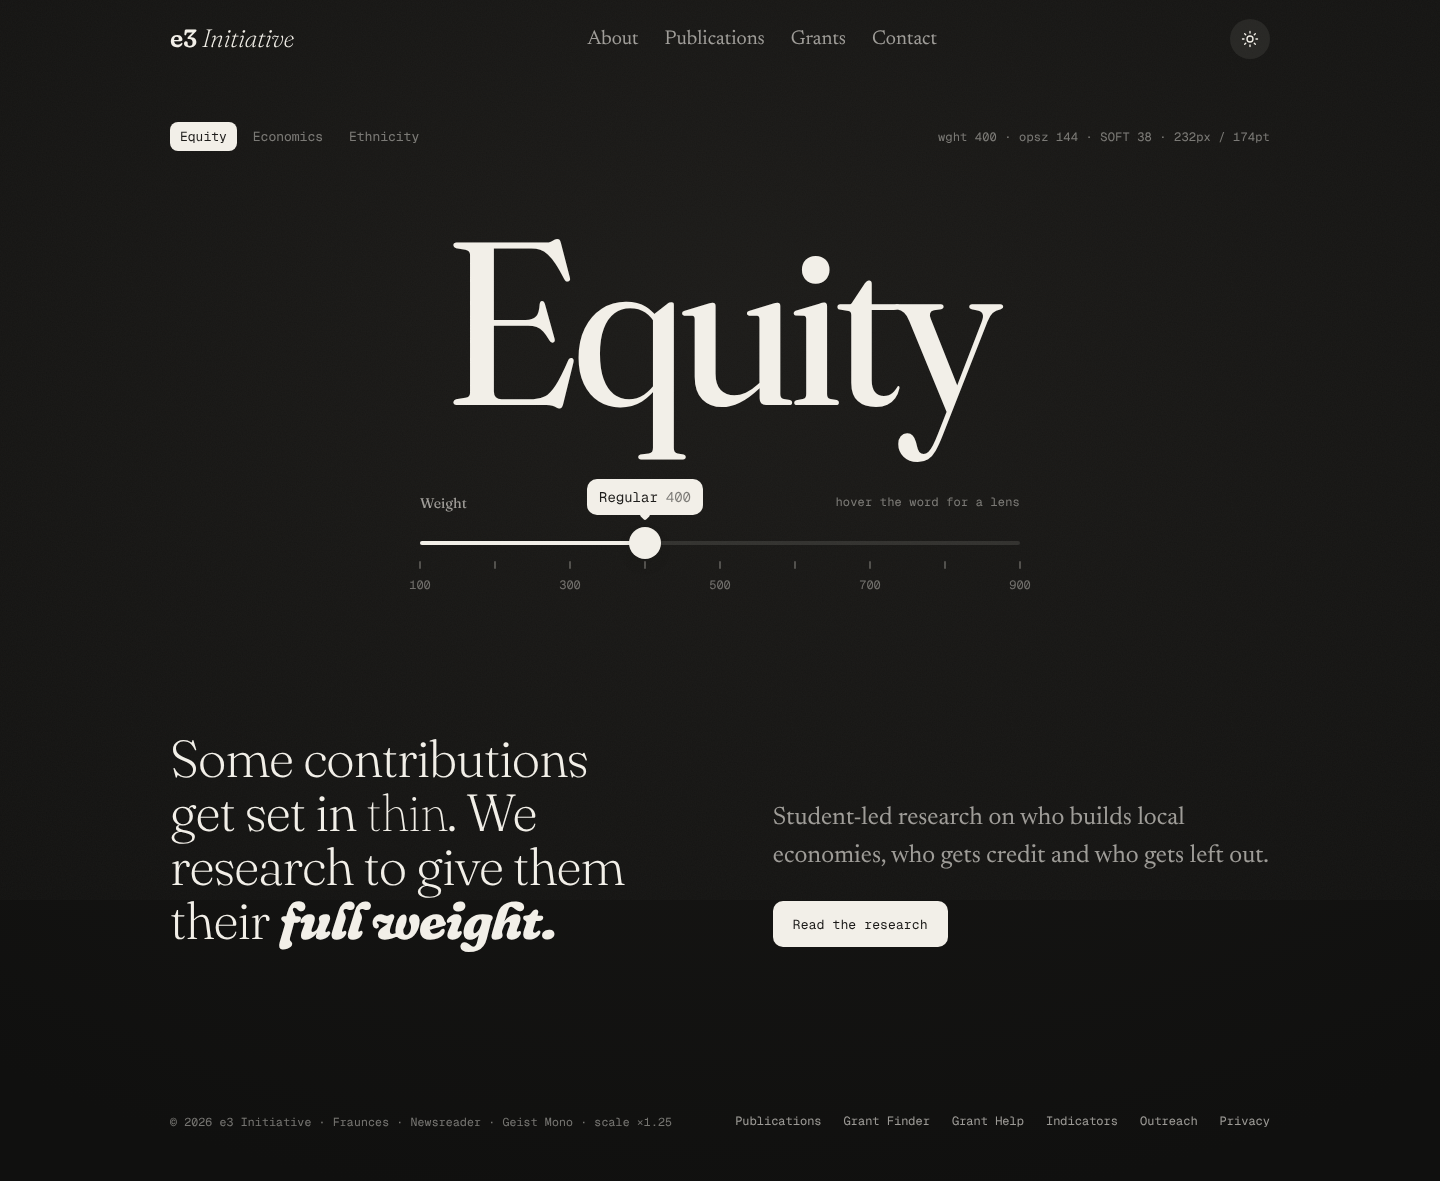 e3 Initiative
About Publications Grants Contact
Equity Economics Ethnicity
wght 400 · opsz 144 · SOFT 38 · 232px / 174pt
Equity
Weight
Regular 400
hover the word for a lens
100 300 500 700 900
Some contributions
get set in thin. We
research to give them
their full weight.
Student-led research on who builds local
economies, who gets credit and who gets left out.
Read the research
© 2026 e3 Initiative · Fraunces · Newsreader · Geist Mono · scale ×1.25
Publications Grant Finder Grant Help Indicators Outreach Privacy